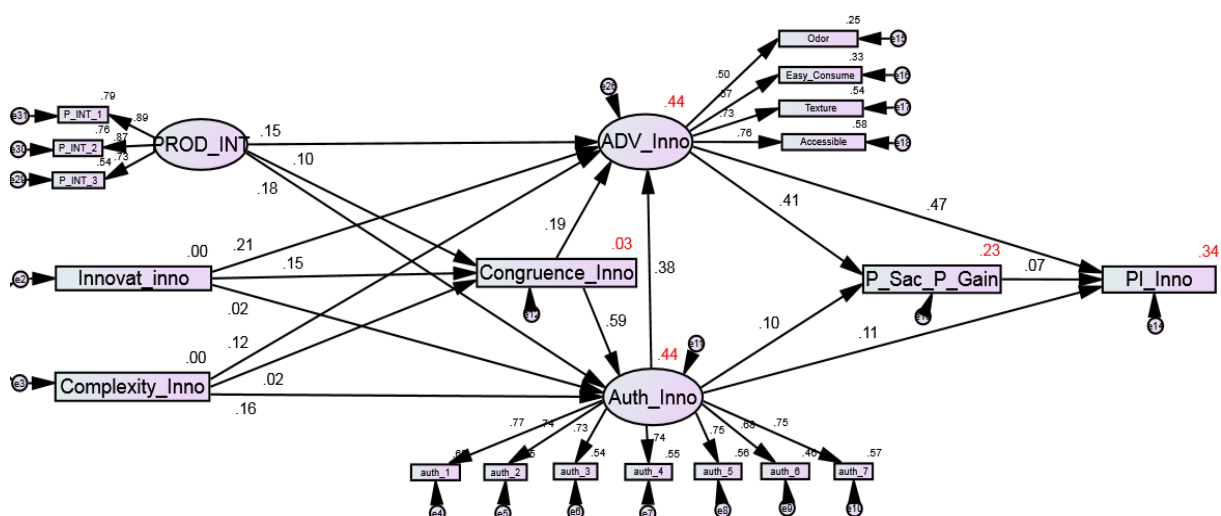 .25
Odor
e15
.50
.33
Easy_Consume
e16
.57
.54
Texture
e17
.73
.58
Accessible
e18
.76
e26
.44
ADV_Inno
.79
e31
P_INT_1
.89
.76
e30
P_INT_2
.87
.54
e29
P_INT_3
.73
PROD_INT
.15
.10
.18
.41
.47
.19
.38
.00
.21
Innovat_inno
e2
.15
.02
.03
Congruence_Inno
e12
.59
.23
P_Sac_P_Gain
.07
.34
PI_Inno
e14
.10
.11
.00
.12
Complexity_Inno
e3
.02
.16
.44
e11
Auth_Inno
.77
.74
.73
.74
.75
.68
.75
.54
.55
.56
.46
.57
auth_1
auth_2
auth_3
auth_4
auth_5
auth_6
auth_7
e4
e5
e6
e7
e8
e9
e10